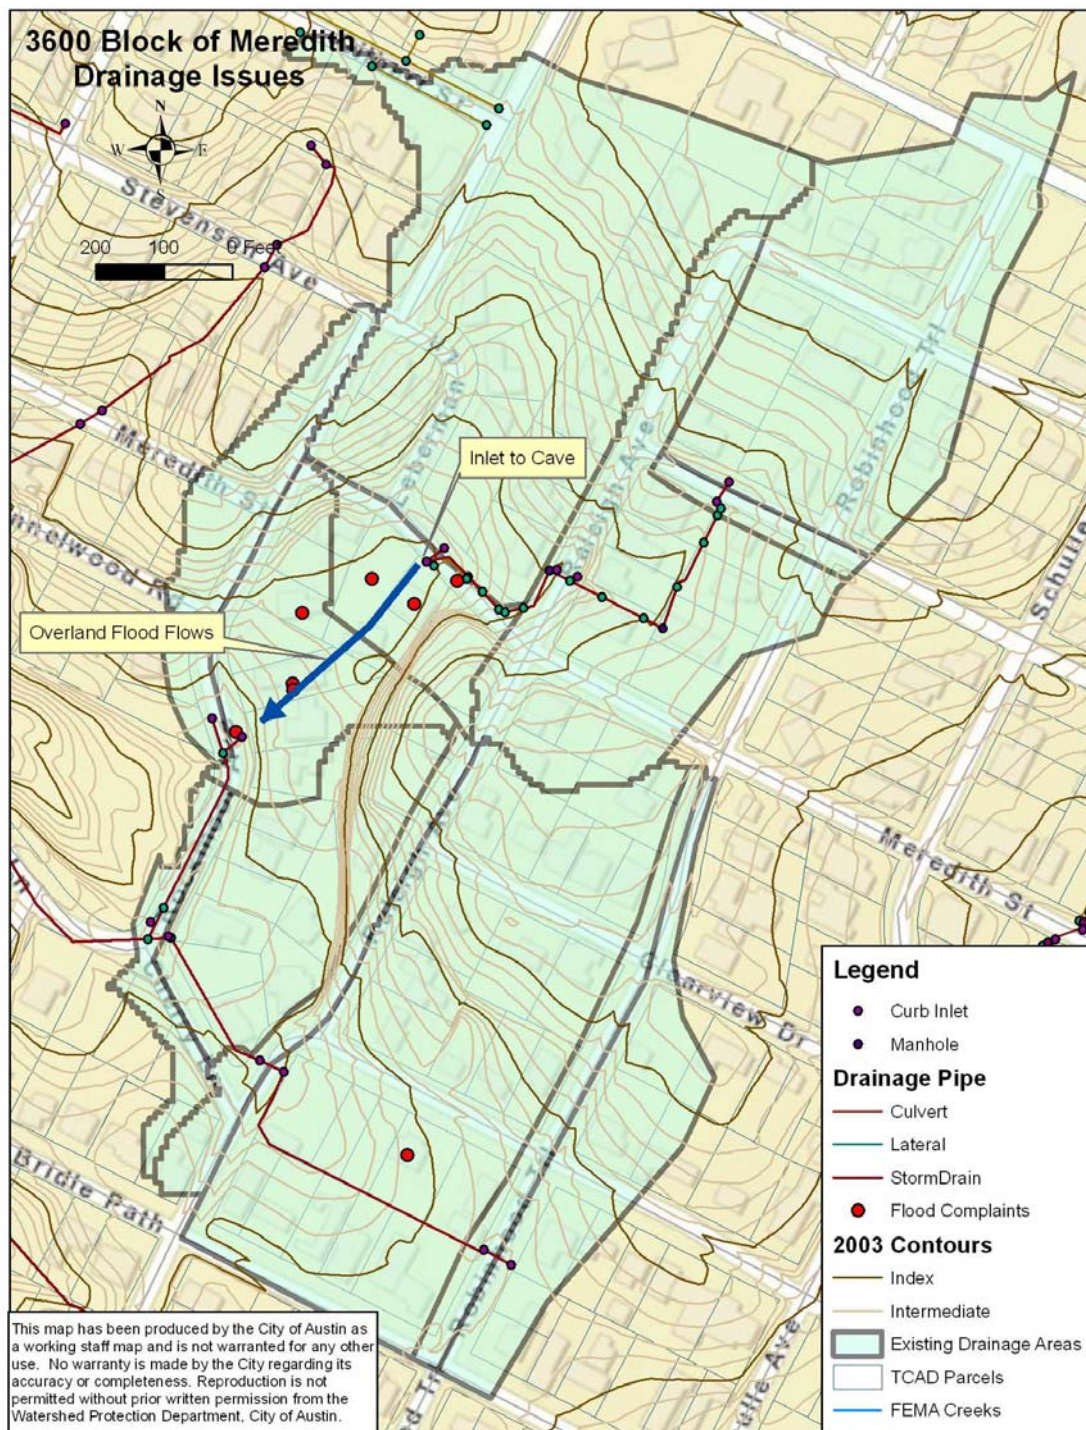 3600 Block of Meredith
Drainage Issues
N
W
E
S
Stevenson Ave
200 100 0 Feet
Meredith St
Robinhood Trl
Raleigh Ave
Inlet to Cave
Schule
Overland Flood Flows
Meredith St
Clearview Dr
Bridle Path
Legend
Curb Inlet
Manhole
Drainage Pipe
Culvert
Lateral
StormDrain
Flood Complaints
2003 Contours
Index
Intermediate
Existing Drainage Areas
TCAD Parcels
FEMA Creeks
This map has been produced by the City of Austin as
a working staff map and is not warranted for any other
use. No warranty is made by the City regarding its
accuracy or completeness. Reproduction is not
permitted without prior written permission from the
Watershed Protection Department, City of Austin.